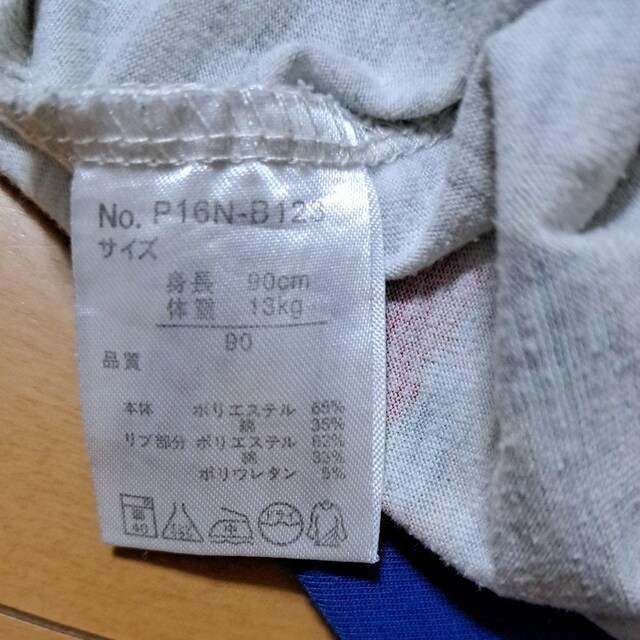 No. P16N-B123
サイズ
身長 90cm
体重 13kg
90
品質
本体 ポリエステル 65%
綿 35%
リブ部分 ポリエステル 62%
綿 33%
ポリウレタン 5%
40
中